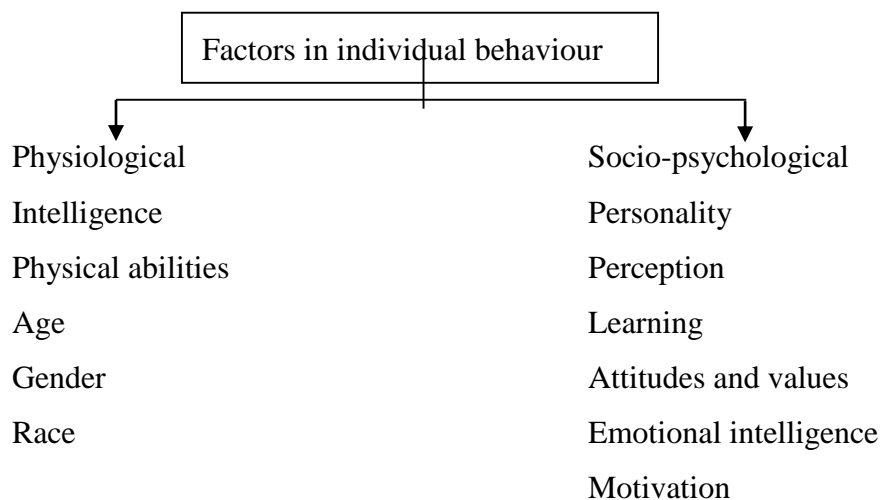 Factors in individual behaviour
Physiological
Intelligence
Physical abilities
Age
Gender
Race
Socio-psychological
Personality
Perception
Learning
Attitudes and values
Emotional intelligence
Motivation